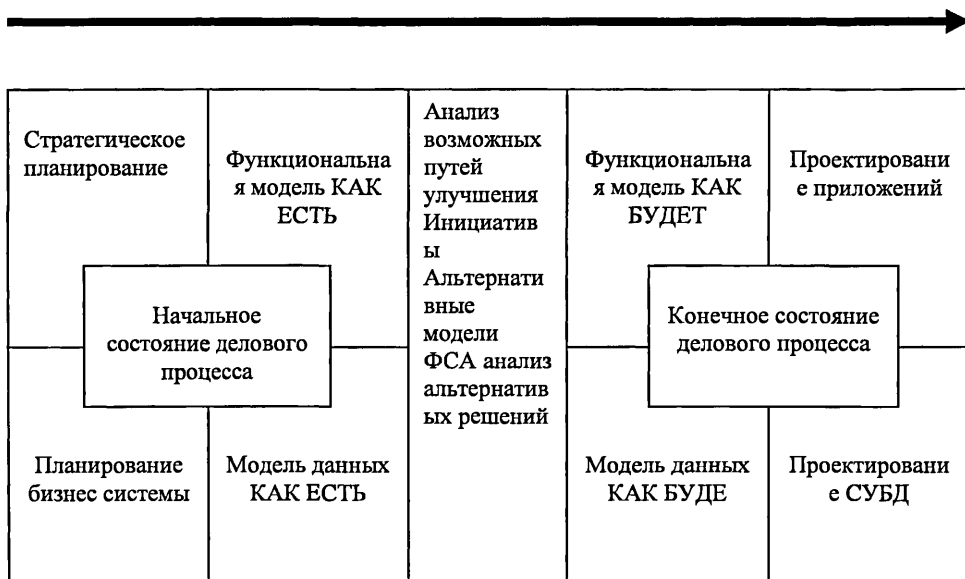 Стратегическое
планирование
Функциональна
я модель КАК
ЕСТЬ
Анализ
возможных
путей
улучшения
Инициатив
ы
Альтернати
вные
модели
ФСА анализ
альтернатив
ых решений
Функциональна
я модель КАК
БУДЕТ
Проектировани
е приложений
Начальное
состояние делового
процесса
Конечное состояние
делового процесса
Планирование
бизнес системы
Модель данных
КАК ЕСТЬ
Модель данных
КАК БУДЕ
Проектировани
е СУБД